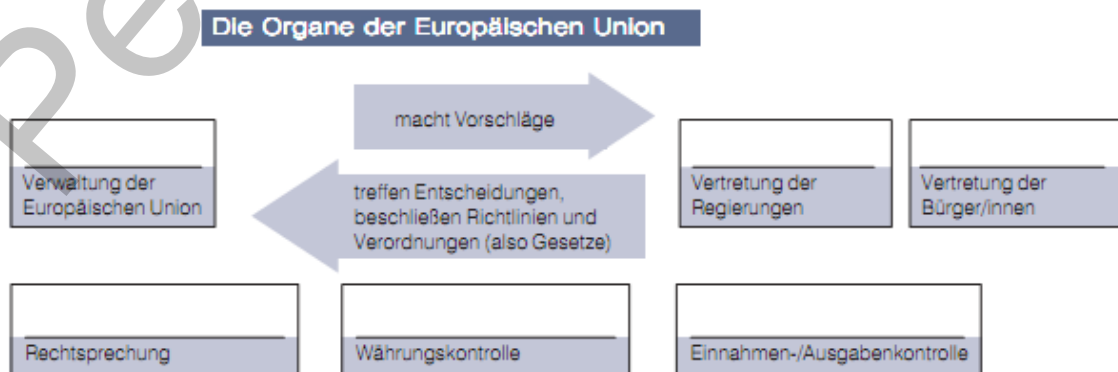 Die Organe der Europäischen Union
macht Vorschläge
Verwaltung der
Europäischen Union
treffen Entscheidungen,
beschließen Richtlinien und
Verordnungen (also Gesetze)
Vertretung der
Regierungen
Vertretung der
Bürger/innen
Rechtsprechung
Währungskontrolle
Einnahmen-/Ausgabenkontrolle